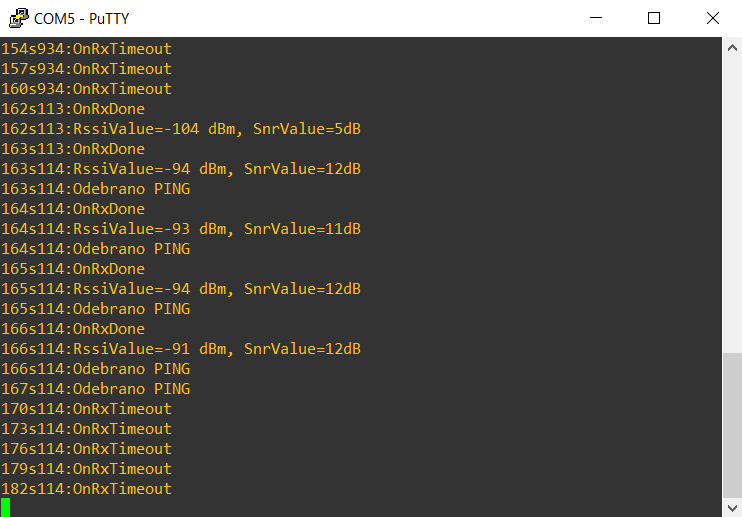 COM5 - PuTTY
154s934:OnRxTimeout
157s934:OnRxTimeout
160s934:OnRxTimeout
162s113:OnRxDone
162s113:RssiValue=-104 dBm, SnrValue=5dB
163s113:OnRxDone
163s114:RssiValue=-94 dBm, SnrValue=12dB
163s114:Odebrano PING
164s114:OnRxDone
164s114:RssiValue=-93 dBm, SnrValue=11dB
164s114:Odebrano PING
165s114:OnRxDone
165s114:RssiValue=-94 dBm, SnrValue=12dB
165s114:Odebrano PING
166s114:OnRxDone
166s114:RssiValue=-91 dBm, SnrValue=12dB
166s114:Odebrano PING
167s114:Odebrano PING
170s114:OnRxTimeout
173s114:OnRxTimeout
176s114:OnRxTimeout
179s114:OnRxTimeout
182s114:OnRxTimeout